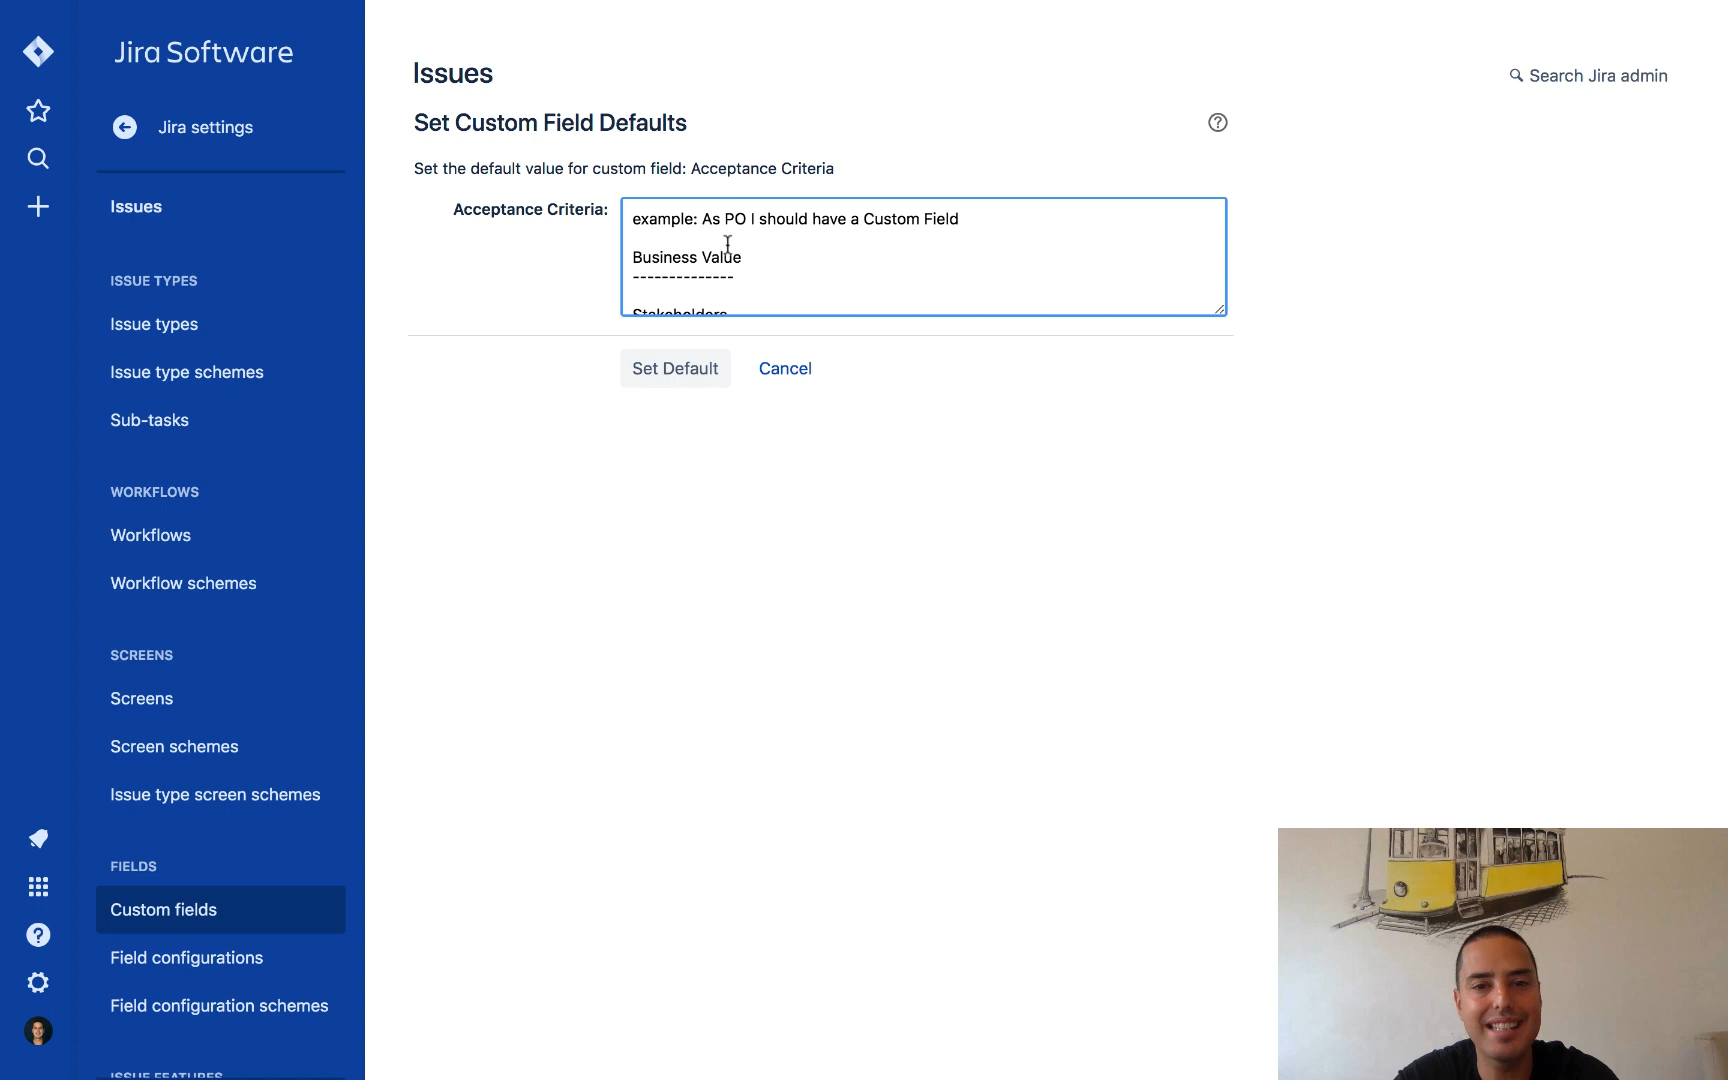 Jira Software
Jira settings
Issues
ISSUE TYPES
Issue types
Issue type schemes
Sub-tasks
WORKFLOWS
Workflows
Workflow schemes
SCREENS
Screens
Screen schemes
Issue type screen schemes
FIELDS
Custom fields
Field configurations
Field configuration schemes
ISSUE FEATURES
Issues
Search Jira admin
Set Custom Field Defaults
Set the default value for custom field: Acceptance Criteria
Acceptance Criteria:
example: As PO I should have a Custom Field
Business Value
--------------
Stakeholders
Set Default Cancel